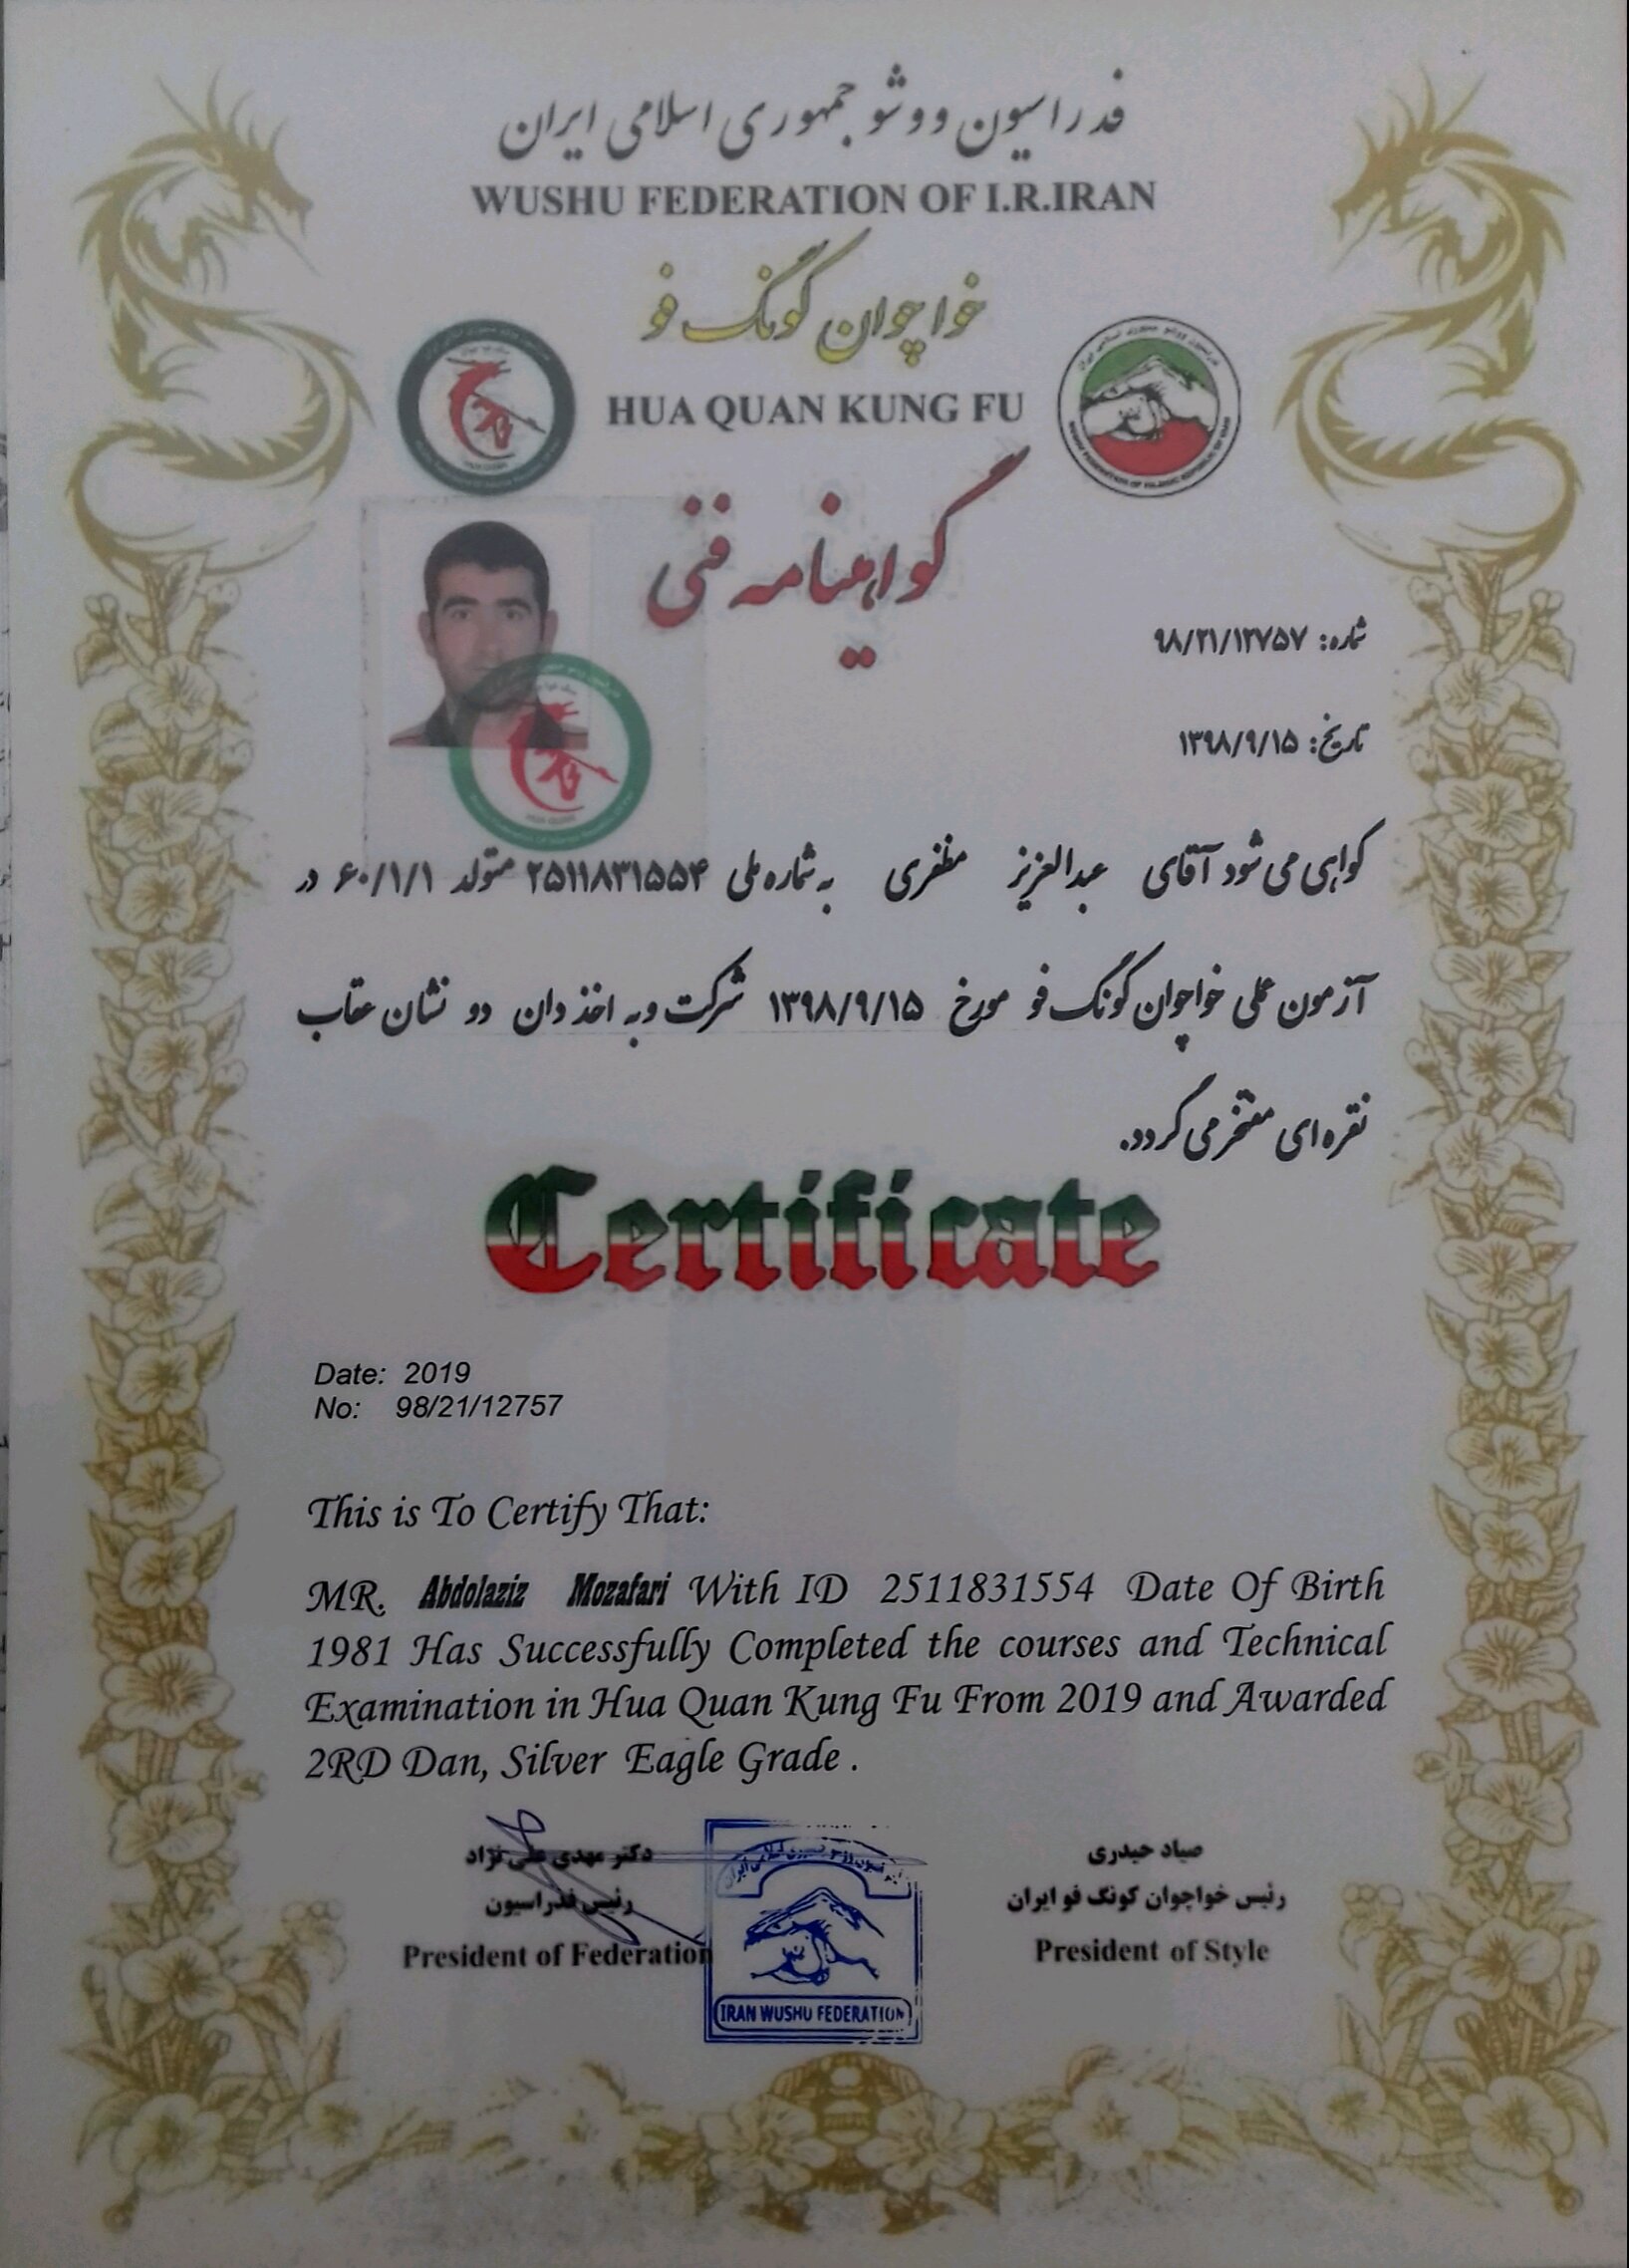 فدراسیون ووشو جمهوری اسلامی ایران
WUSHU FEDERATION OF I.R.IRAN
خواچوان گونگ فو
HUA QUAN KUNG FU
گواهینامه فنی
شماره: ۹۸/۲۱/۱۲۷۵۷
تاریخ: ۱۳۹۸/۹/۱۵
گواهی می شود آقای عبدالعزیز مظفری به شماره ملی ۲۵۱۱۸۳۱۵۵۴ متولد ۶۰/۱/۱ در
آزمون عملی خواچوان گونگ فو مورخ ۱۳۹۸/۹/۱۵ شرکت و به اخذ دان دو نشان عقاب
نقره ای مفتخر می گردد.
Certificate
Date: 2019
No: 98/21/12757
This is To Certify That:
MR. Abdolaziz Mozafari With ID 2511831554 Date Of Birth
1981 Has Successfully Completed the courses and Technical
Examination in Hua Quan Kung Fu From 2019 and Awarded
2RD Dan, Silver Eagle Grade .
دکتر مهدی علی نژاد
رئیس فدراسیون
President of Federation
IRAN WUSHU FEDERATION
صیاد حیدری
رئیس خواچوان کونگ فو ایران
President of Style